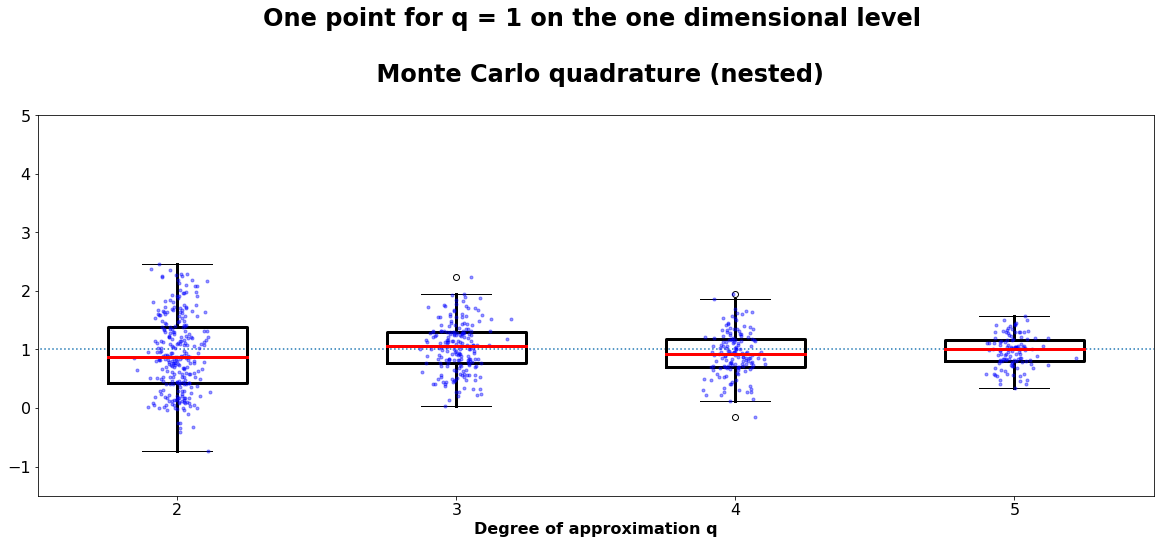 One point for q = 1 on the one dimensional level
Monte Carlo quadrature (nested)
5
4
3
2
1
0
−1
2 3 4 5
Degree of approximation q